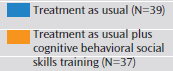 Treatment as usual (N=39)
Treatment as usual plus
cognitive behavioral social
skills training (N=37)